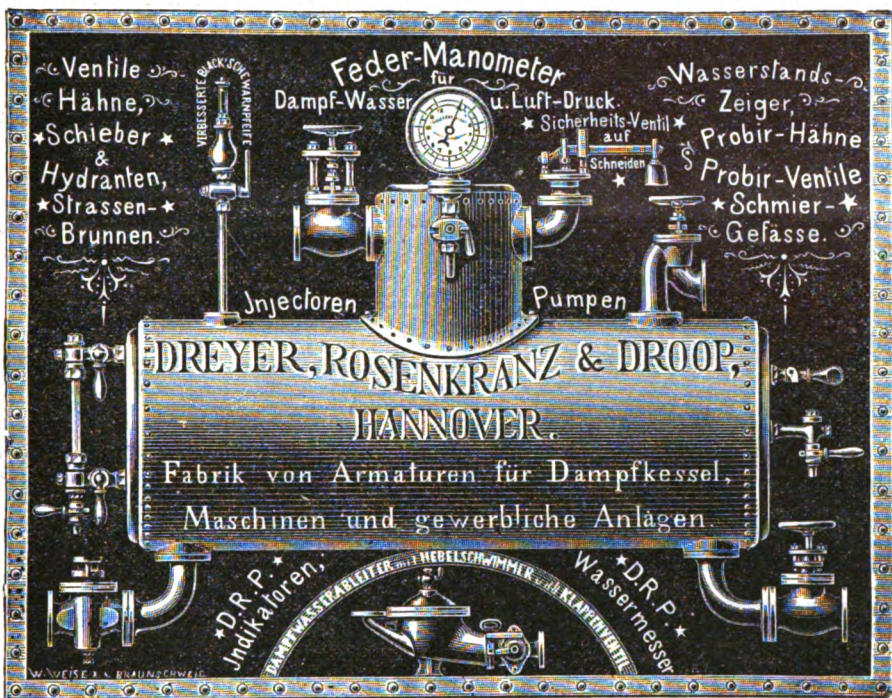 Ventile
Hähne,
Schieber
&
Hydranten,
Strassen-
Brunnen.
VERBESSERTE BLACK'SCHE WARNPFEIFE
Feder-Manometer
für
Dampf-Wasser u. Luft-Druck.
Sicherheits-Ventil
auf
Schneiden
Wasserstands-
Zeiger,
Probir-Hähne
&
Probir-Ventile
Schmier-
Gefässe.
Injectoren
Pumpen
DREYER, ROSENKRANZ & DROOP,
HANNOVER.
Fabrik von Armaturen für Dampfkessel,
Maschinen und gewerbliche Anlagen.
D.R.P.
Indikatoren,
DAMPFWASSERABLEITER mit HEBELSCHWIMMER und KLAPPENVENTIL
D.R.P.
Wassermesser
W. WEISE X. A. BRAUNSCHWEIG